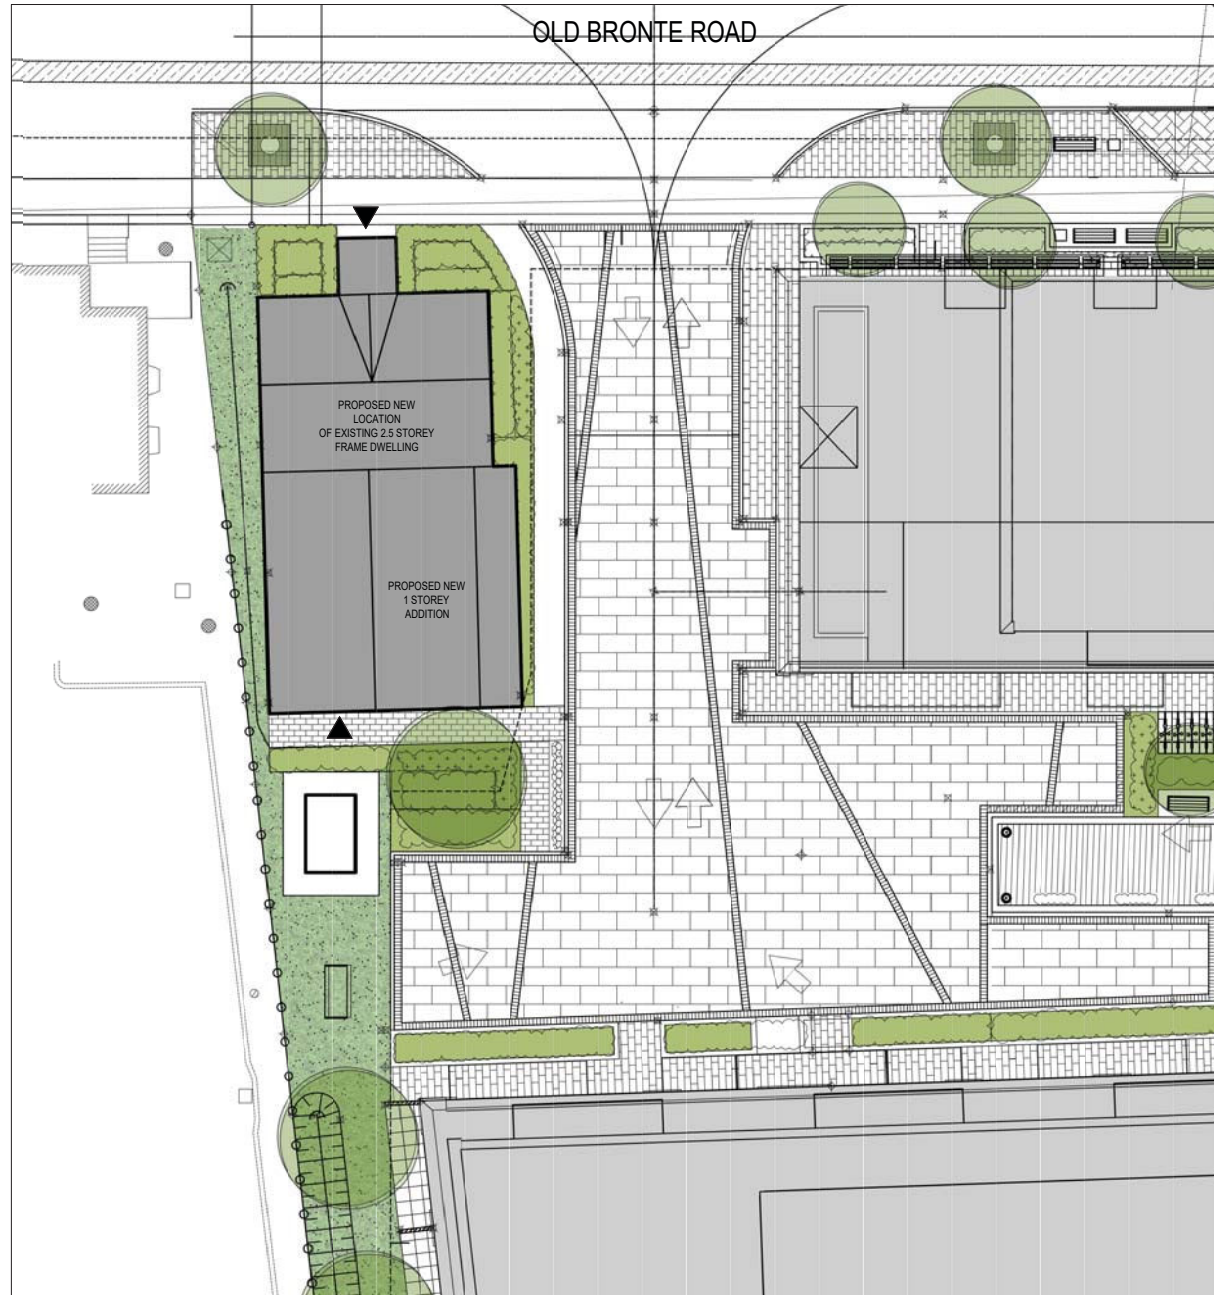 OLD BRONTE ROAD
PROPOSED NEW
LOCATION
OF EXISTING 2.5 STOREY
FRAME DWELLING
PROPOSED NEW
1 STOREY
ADDITION